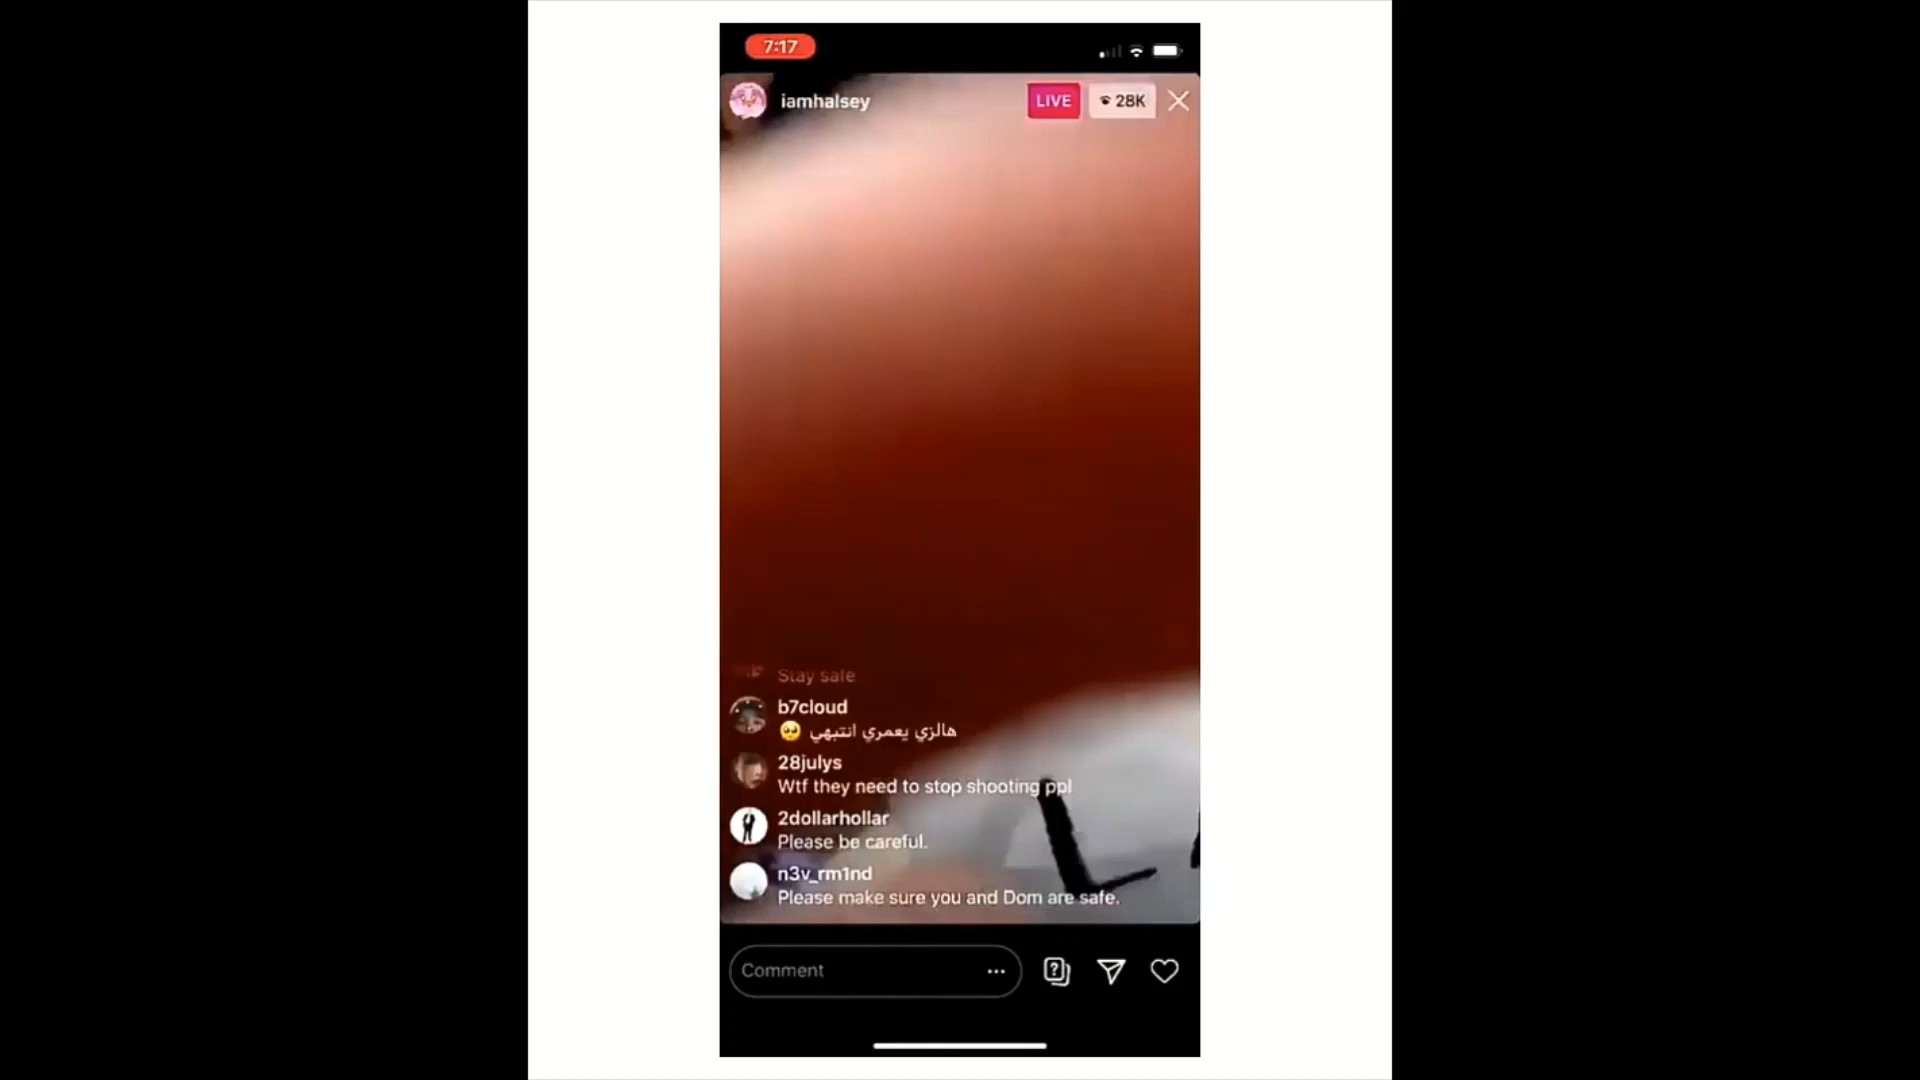 7:17
iamhalsey
LIVE
28K
Stay safe
b7cloud
هالزي يعمري انتبهي 🥺
28julys
Wtf they need to stop shooting ppl
2dollarhollar
Please be careful.
n3v_rm1nd
Please make sure you and Dom are safe.
L
Comment